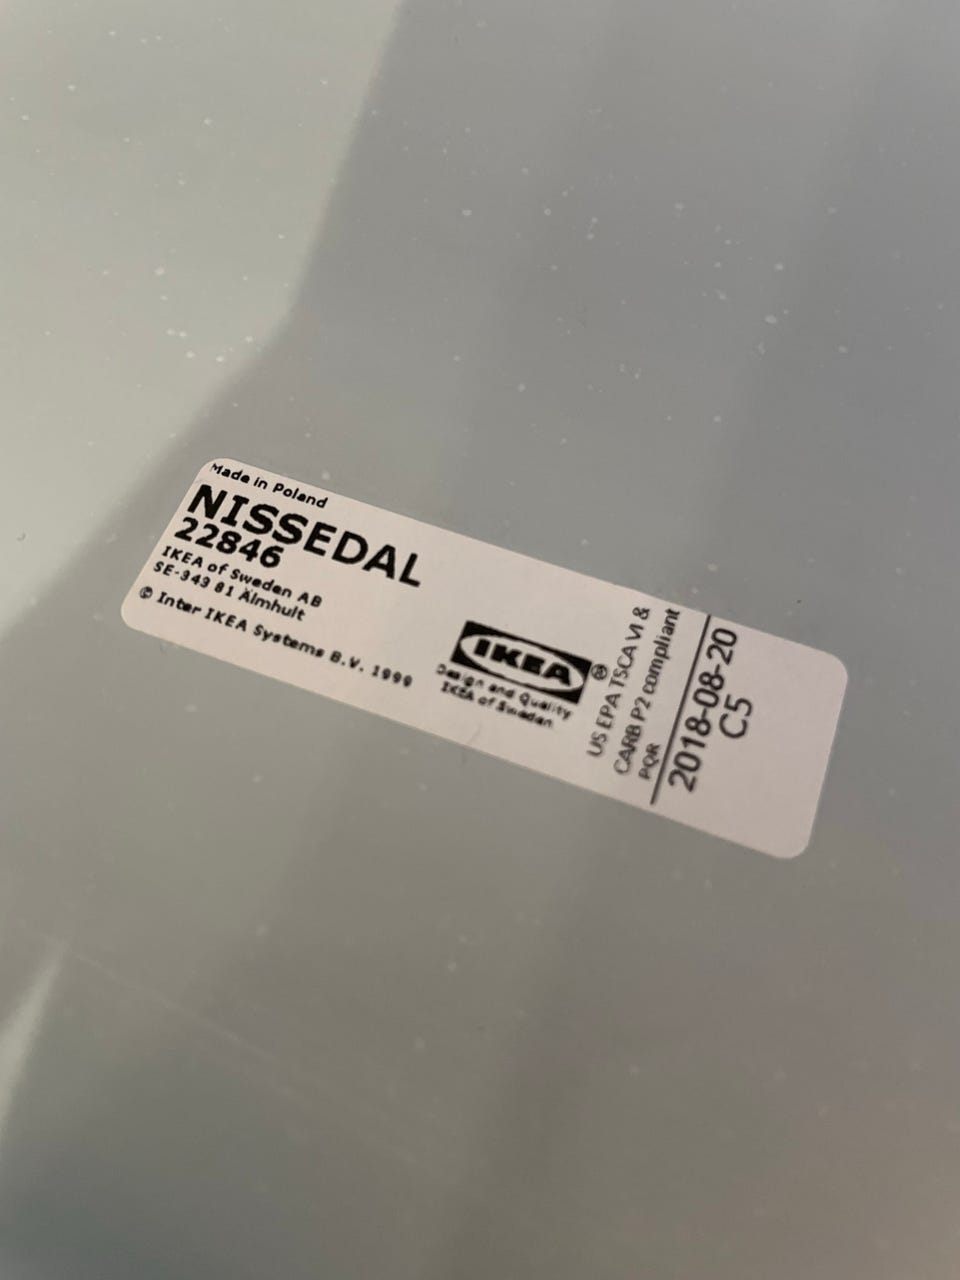 Made in Poland
NISSEDAL
22846
IKEA of Sweden AB
SE-343 81 Älmhult
© Inter IKEA Systems B.V. 1999
IKEA®
Design and Quality
IKEA of Sweden
US EPA TSCA VI &
CARB P2 compliant
PQR
2018-08-20
C5